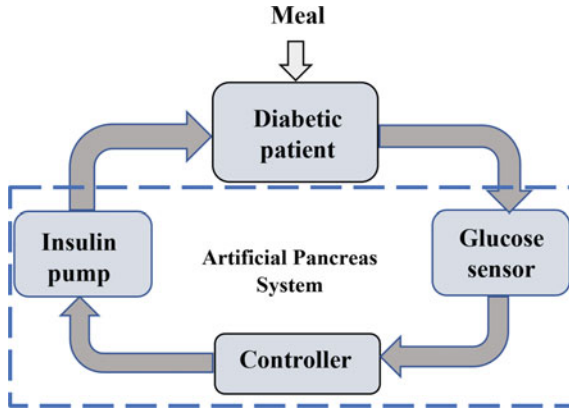 Meal
Diabetic
patient
Insulin
pump
Glucose
sensor
Artificial Pancreas
System
Controller